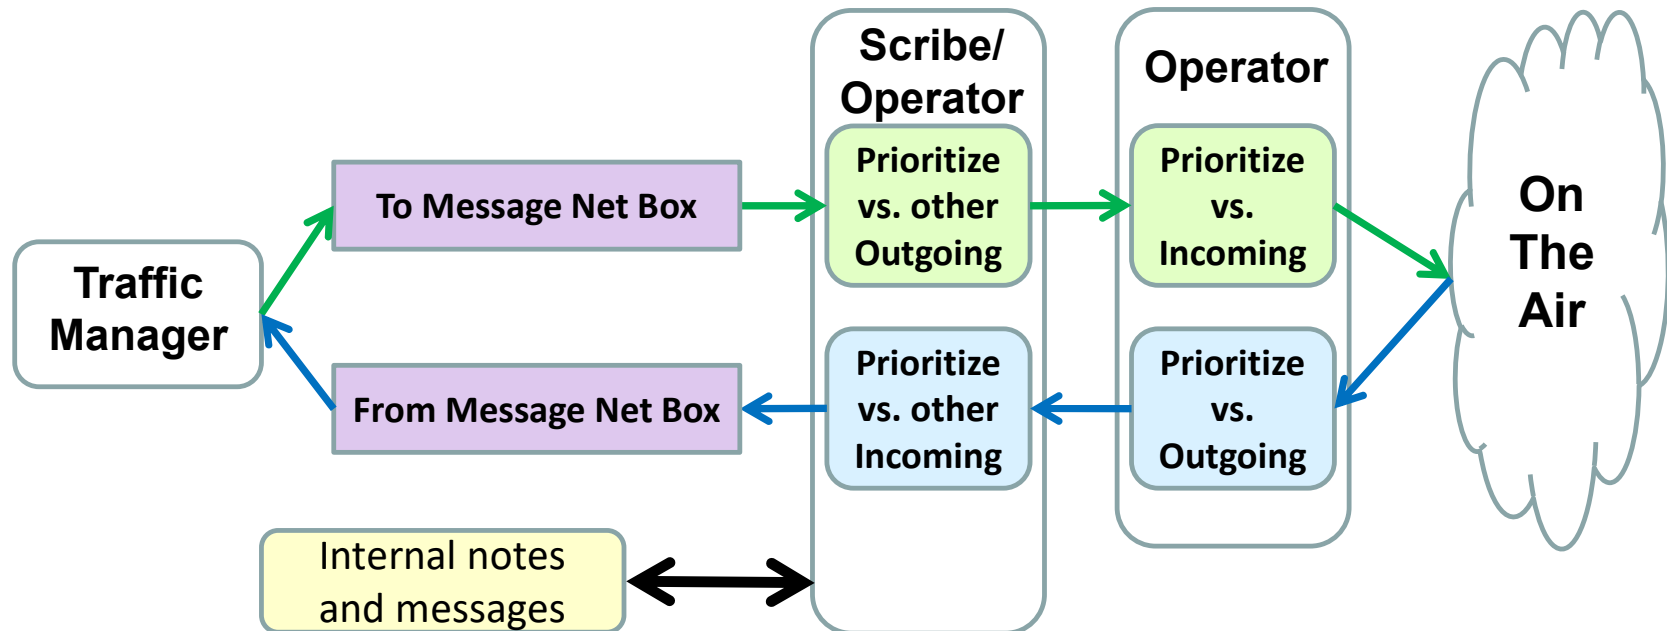 Traffic
Manager
To Message Net Box
From Message Net Box
Internal notes
and messages
Scribe/
Operator
Prioritize
vs. other
Outgoing
Prioritize
vs. other
Incoming
Operator
Prioritize
vs.
Incoming
Prioritize
vs.
Outgoing
On
The
Air